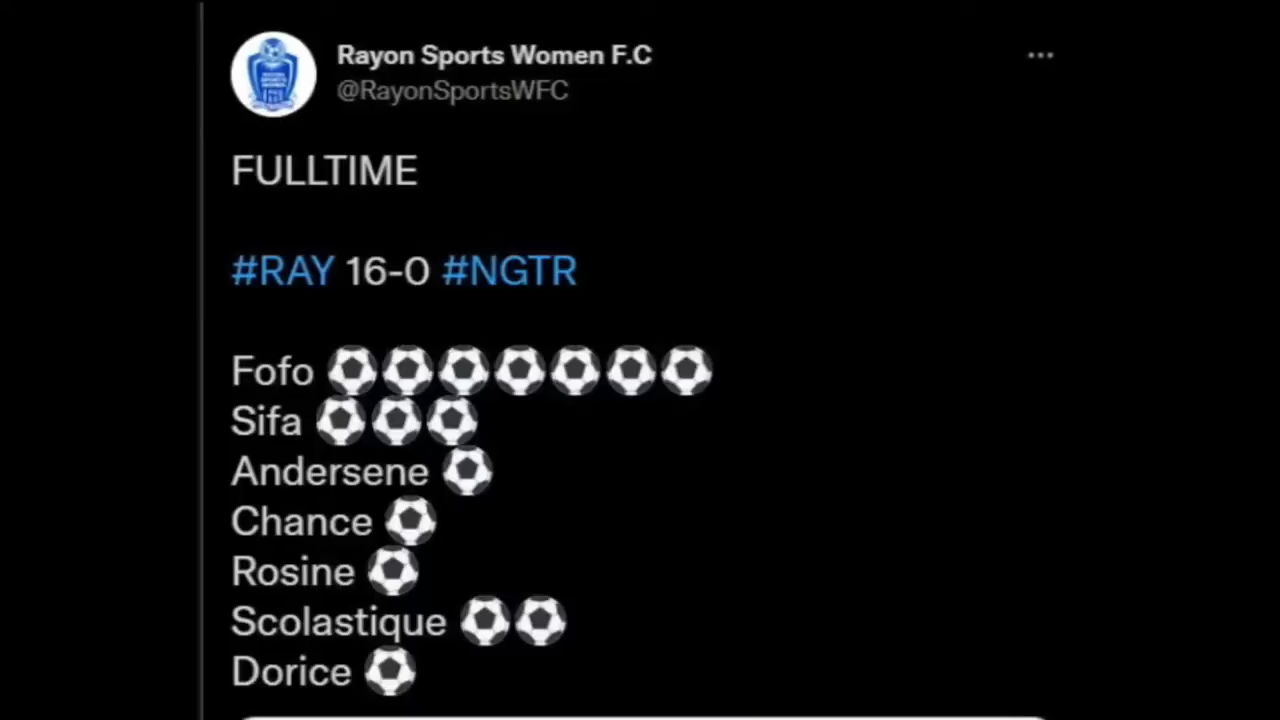 Rayon Sports Women F.C
@RayonSportsWFC
FULLTIME
#RAY 16-0 #NGTR
Fofo ⚽⚽⚽⚽⚽⚽⚽
Sifa ⚽⚽⚽
Andersene ⚽
Chance ⚽
Rosine ⚽
Scolastique ⚽⚽
Dorice ⚽